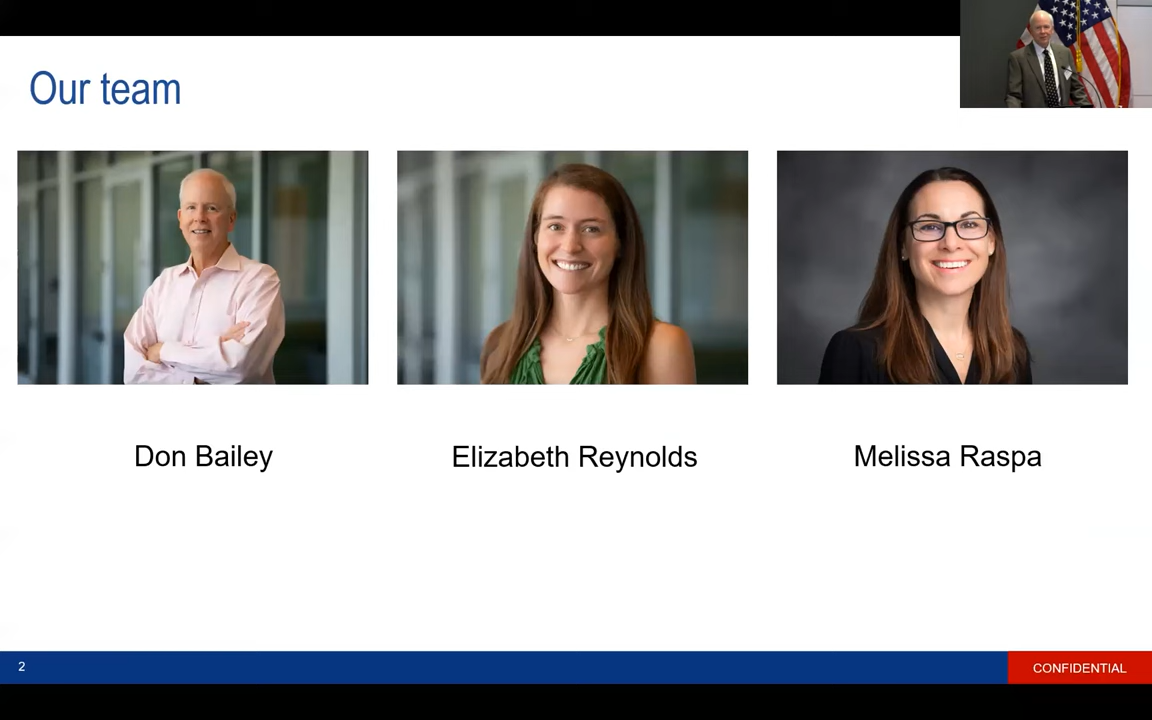 Our team
Don Bailey
Elizabeth Reynolds
Melissa Raspa
2
CONFIDENTIAL